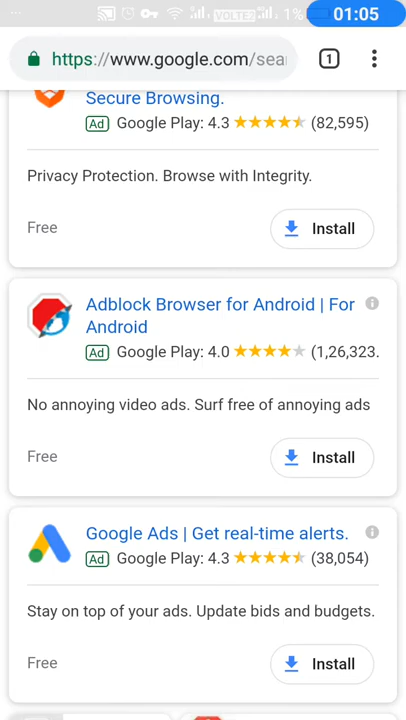 VOLTE2 1% 01:05
https://www.google.com/sea
1
Secure Browsing.
Ad Google Play: 4.3 (82,595)
Privacy Protection. Browse with Integrity.
Free Install
Adblock Browser for Android | For
Android
Ad Google Play: 4.0 (1,26,323.
No annoying video ads. Surf free of annoying ads
Free Install
Google Ads | Get real-time alerts.
Ad Google Play: 4.3 (38,054)
Stay on top of your ads. Update bids and budgets.
Free Install